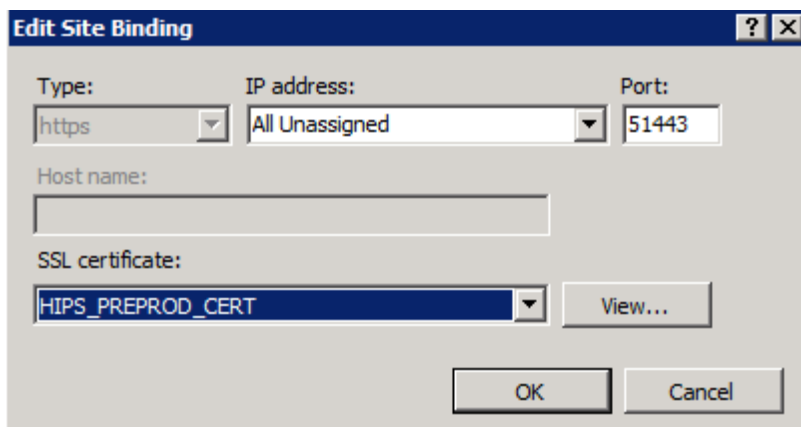 Edit Site Binding
Type: IP address: Port:
https All Unassigned 51443
Host name:
SSL certificate:
HIPS_PREPROD_CERT View...
OK Cancel